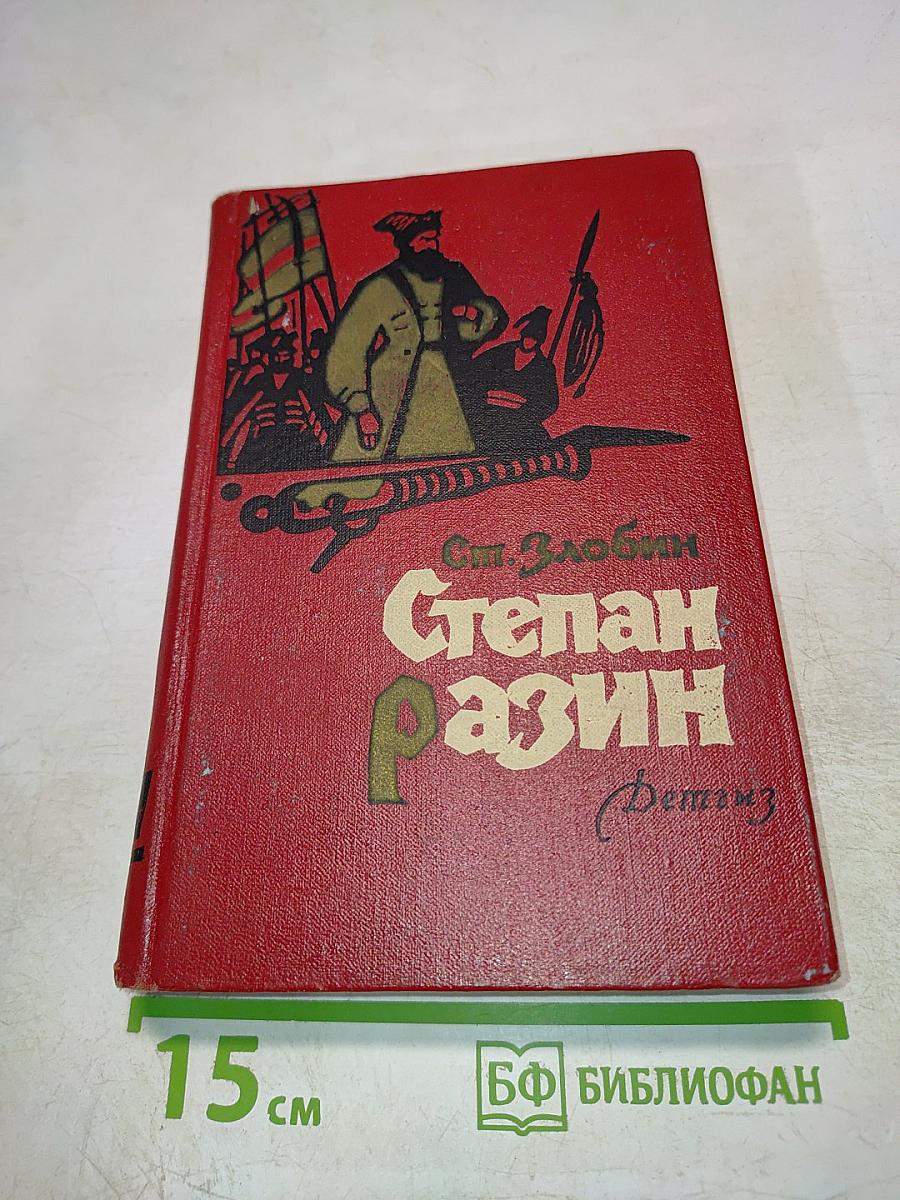 Ст. Злобин
Степан
Разин
Детгиз
15 см
БФ БИБЛИОФАН